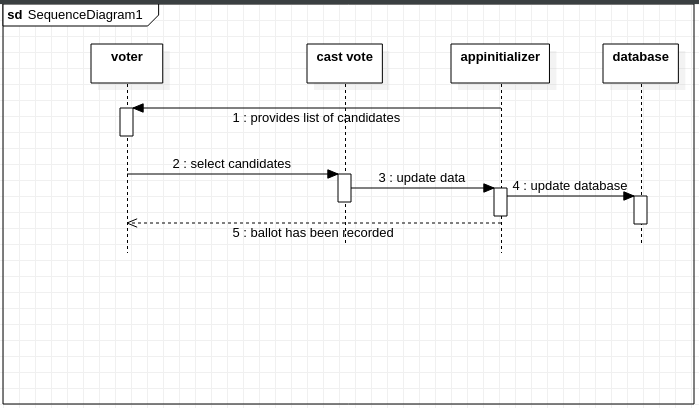 sd SequenceDiagram1
voter
cast vote
appinitializer
database
1 : provides list of candidates
2 : select candidates
3 : update data
4 : update database
5 : ballot has been recorded